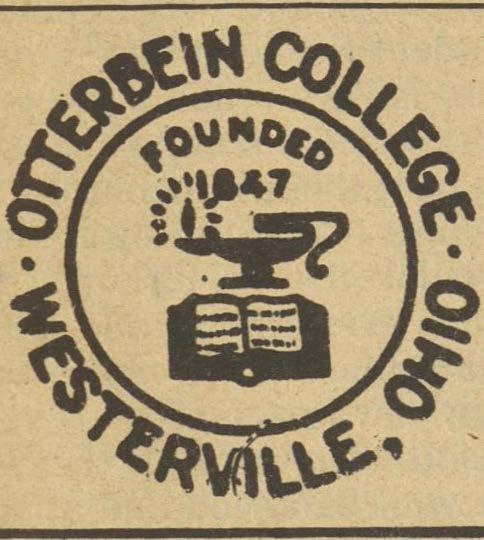 OTTERBEIN COLLEGE
FOUNDED
1847
WESTERVILLE, OHIO